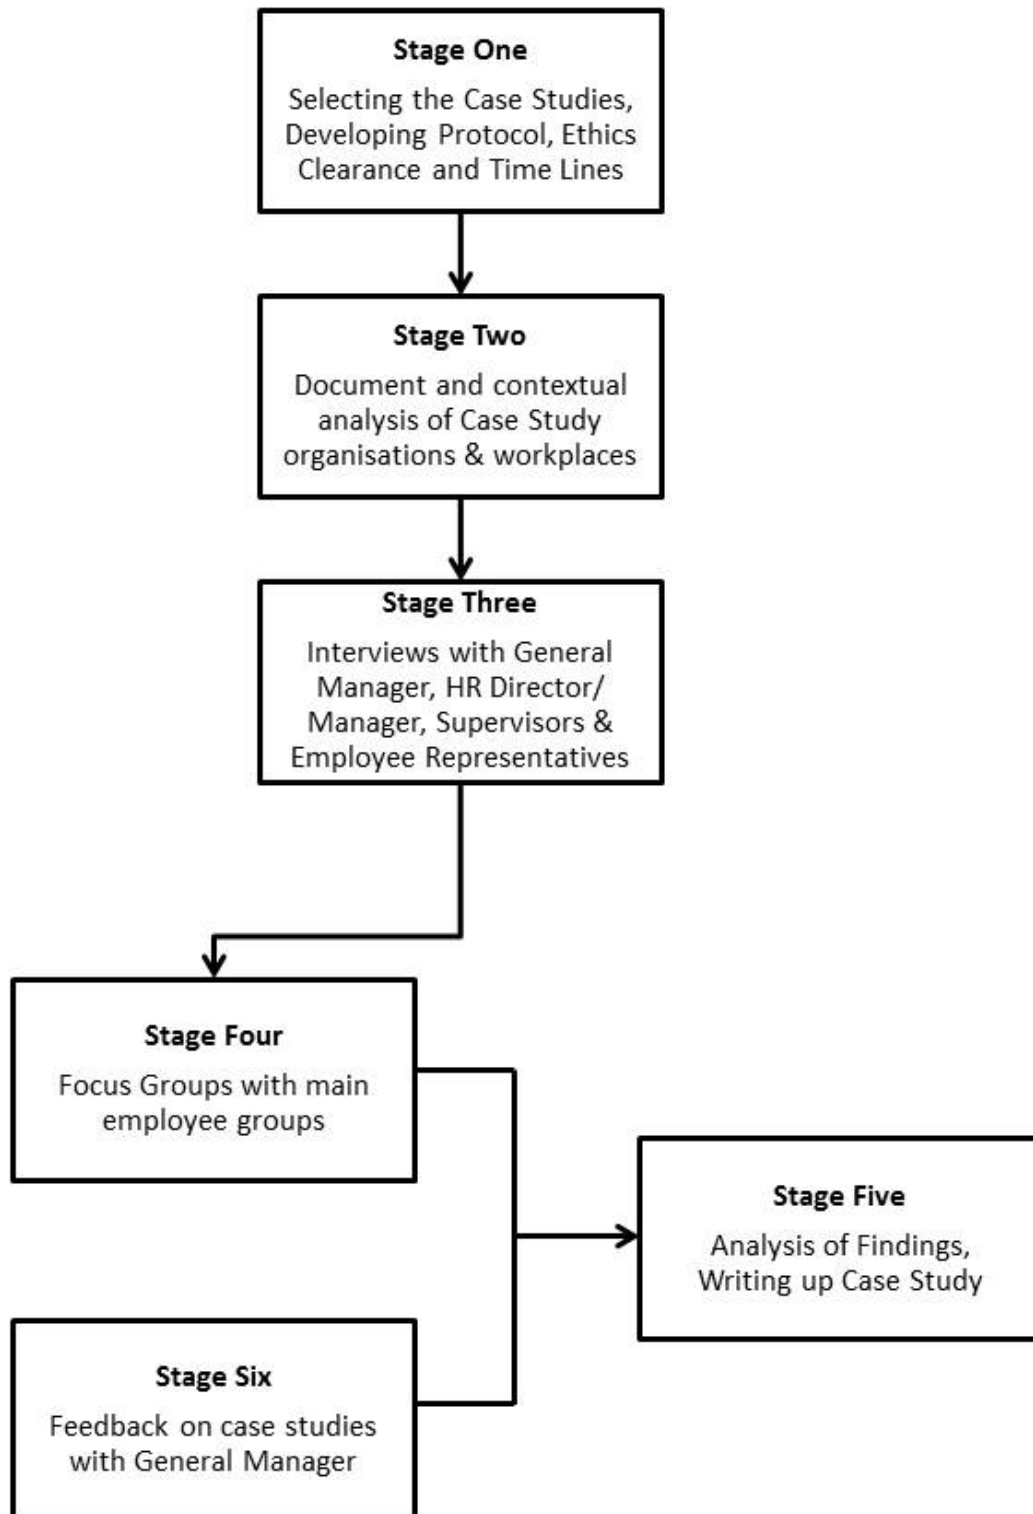 Stage One
Selecting the Case Studies,
Developing Protocol, Ethics
Clearance and Time Lines
Stage Two
Document and contextual
analysis of Case Study
organisations & workplaces
Stage Three
Interviews with General
Manager, HR Director/
Manager, Supervisors &
Employee Representatives
Stage Four
Focus Groups with main
employee groups
Stage Five
Analysis of Findings,
Writing up Case Study
Stage Six
Feedback on case studies
with General Manager